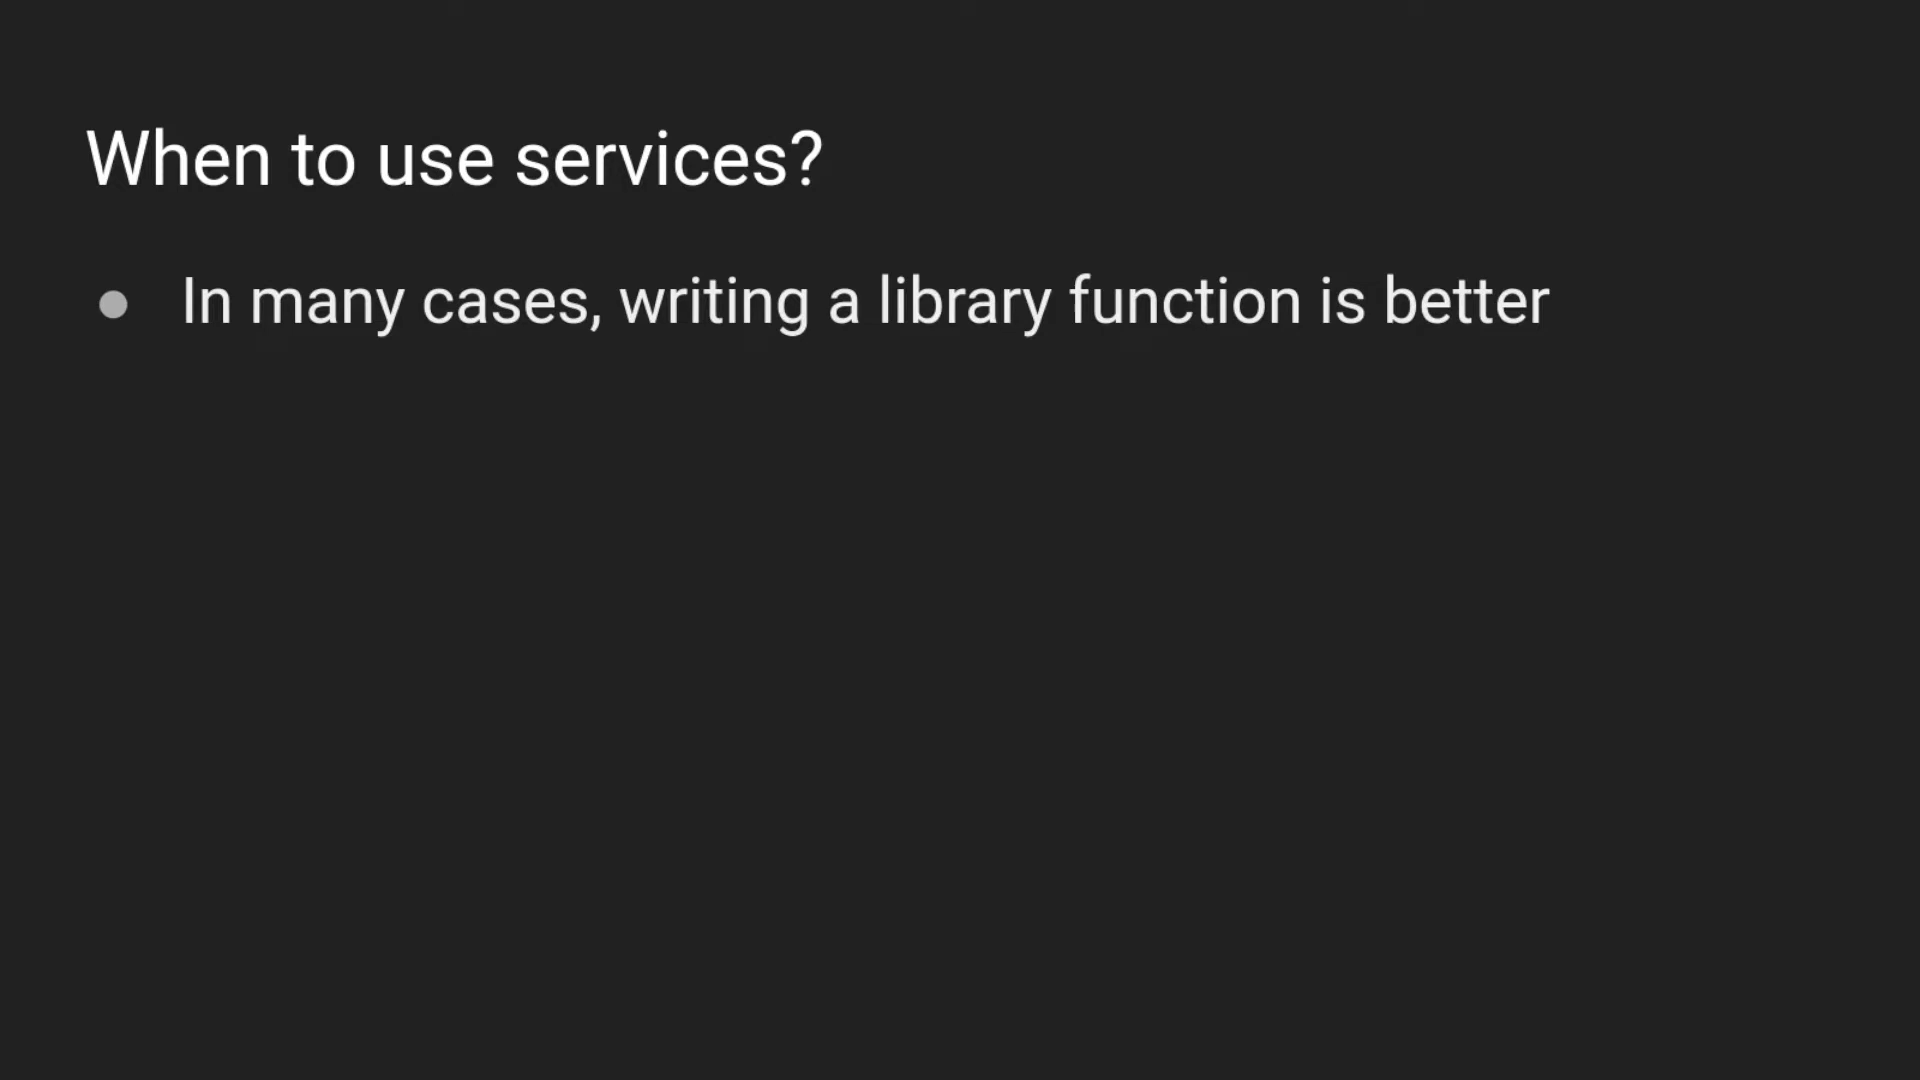 When to use services?
● In many cases, writing a library function is better